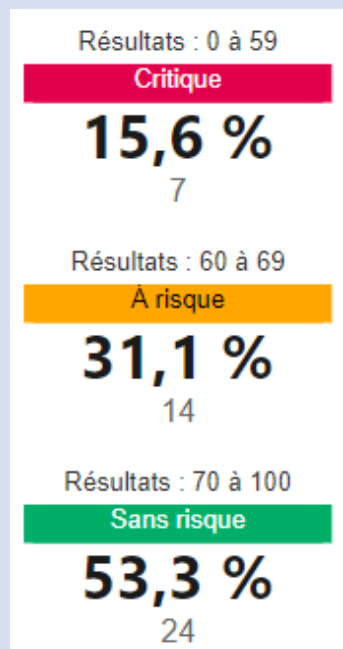 Résultats : 0 à 59
Critique
15,6 %
7
Résultats : 60 à 69
À risque
31,1 %
14
Résultats : 70 à 100
Sans risque
53,3 %
24